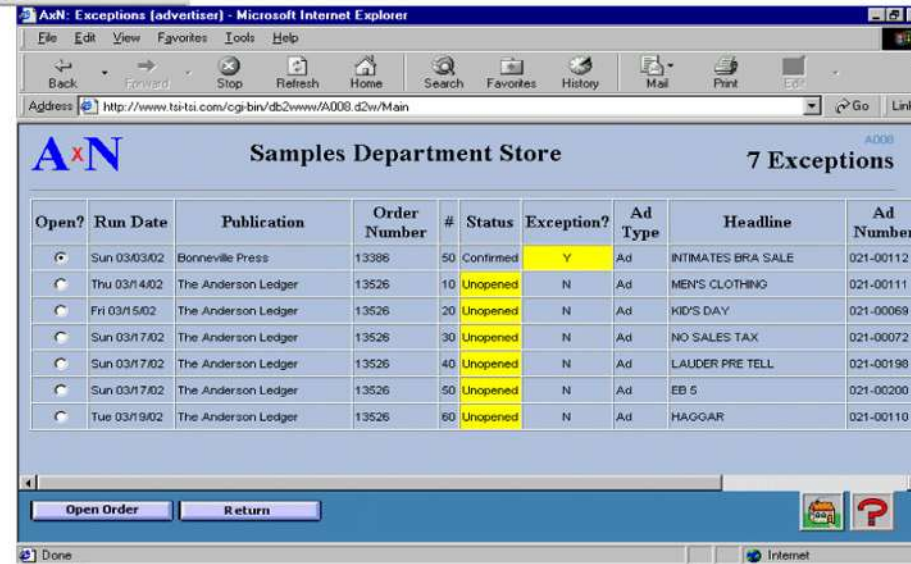 AxN: Exceptions (advertiser) - Microsoft Internet Explorer
File Edit View Favorites Tools Help
Back Forward Stop Refresh Home Search Favorites History Mail Print Edit
Address http://www.tsi-tsi.com/cgi-bin/db2www/A008.d2w/Main Go Link
A008
AxN Samples Department Store 7 Exceptions
Open? Run Date Publication Order Number # Status Exception? Ad Type Headline Ad Number
Sun 03/03/02 Bonneville Press 13386 50 Confirmed Y Ad INTIMATES BRA SALE 021-00112
Thu 03/14/02 The Anderson Ledger 13526 10 Unopened N Ad MEN'S CLOTHING 021-00111
Fri 03/15/02 The Anderson Ledger 13526 20 Unopened N Ad KID'S DAY 021-00069
Sun 03/17/02 The Anderson Ledger 13526 30 Unopened N Ad NO SALES TAX 021-00072
Sun 03/17/02 The Anderson Ledger 13526 40 Unopened N Ad LAUDER PRE TELL 021-00198
Sun 03/17/02 The Anderson Ledger 13526 50 Unopened N Ad EB 5 021-00200
Tue 03/19/02 The Anderson Ledger 13526 60 Unopened N Ad HAGGAR 021-00110
Open Order Return
Done Internet